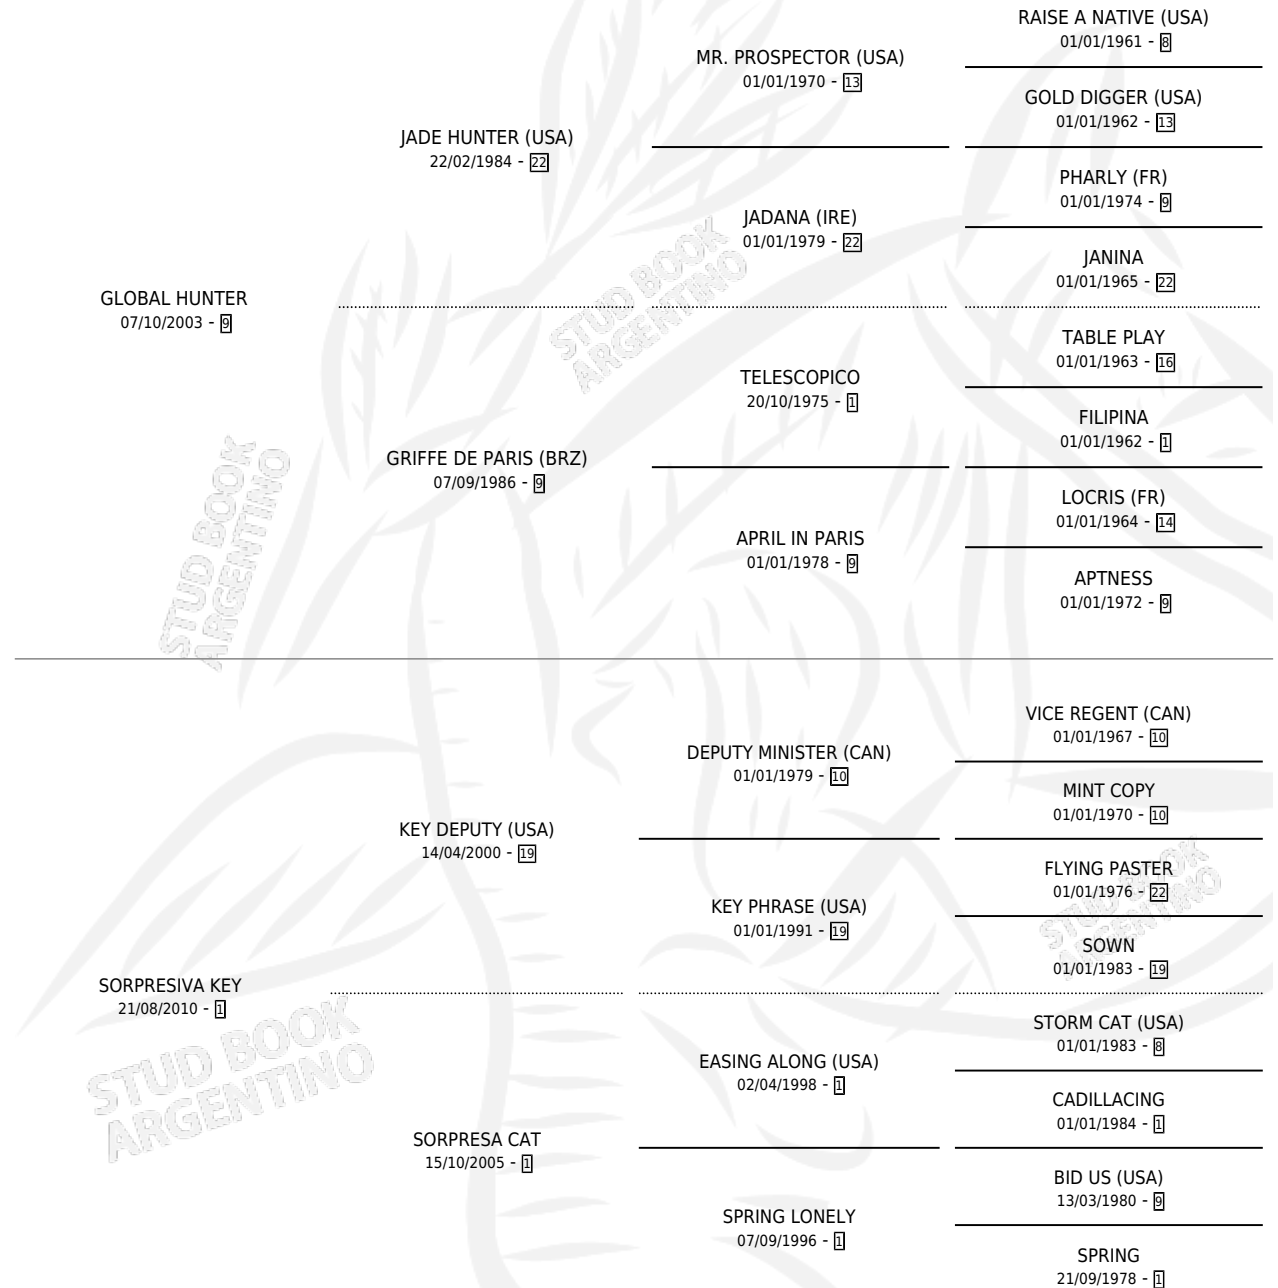 RAISE A NATIVE (USA)
01/01/1961 - 8
MR. PROSPECTOR (USA)
01/01/1970 - 13
GOLD DIGGER (USA)
01/01/1962 - 13
JADE HUNTER (USA)
22/02/1984 - 22
PHARLY (FR)
01/01/1974 - 9
JADANA (IRE)
01/01/1979 - 22
JANINA
01/01/1965 - 22
GLOBAL HUNTER
07/10/2003 - 9
TABLE PLAY
01/01/1963 - 16
TELESCOPICO
20/10/1975 - 1
FILIPINA
01/01/1962 - 1
GRIFFE DE PARIS (BRZ)
07/09/1986 - 9
LOCRIS (FR)
01/01/1964 - 14
APRIL IN PARIS
01/01/1978 - 9
APTNESS
01/01/1972 - 9
VICE REGENT (CAN)
01/01/1967 - 10
DEPUTY MINISTER (CAN)
01/01/1979 - 10
MINT COPY
01/01/1970 - 10
KEY DEPUTY (USA)
14/04/2000 - 19
FLYING PASTER
01/01/1976 - 22
KEY PHRASE (USA)
01/01/1991 - 19
SOWN
01/01/1983 - 19
SORPRESIVA KEY
21/08/2010 - 1
STORM CAT (USA)
01/01/1983 - 8
EASING ALONG (USA)
02/04/1998 - 1
CADILLACING
01/01/1984 - 1
SORPRESA CAT
15/10/2005 - 1
BID US (USA)
13/03/1980 - 9
SPRING LONELY
07/09/1996 - 1
SPRING
21/09/1978 - 1
STUD BOOK
ARGENTINO
STUD BOOK
ARGENTINO
STUD BOOK
ARGENTINO
STUD BOOK
ARGENTINO